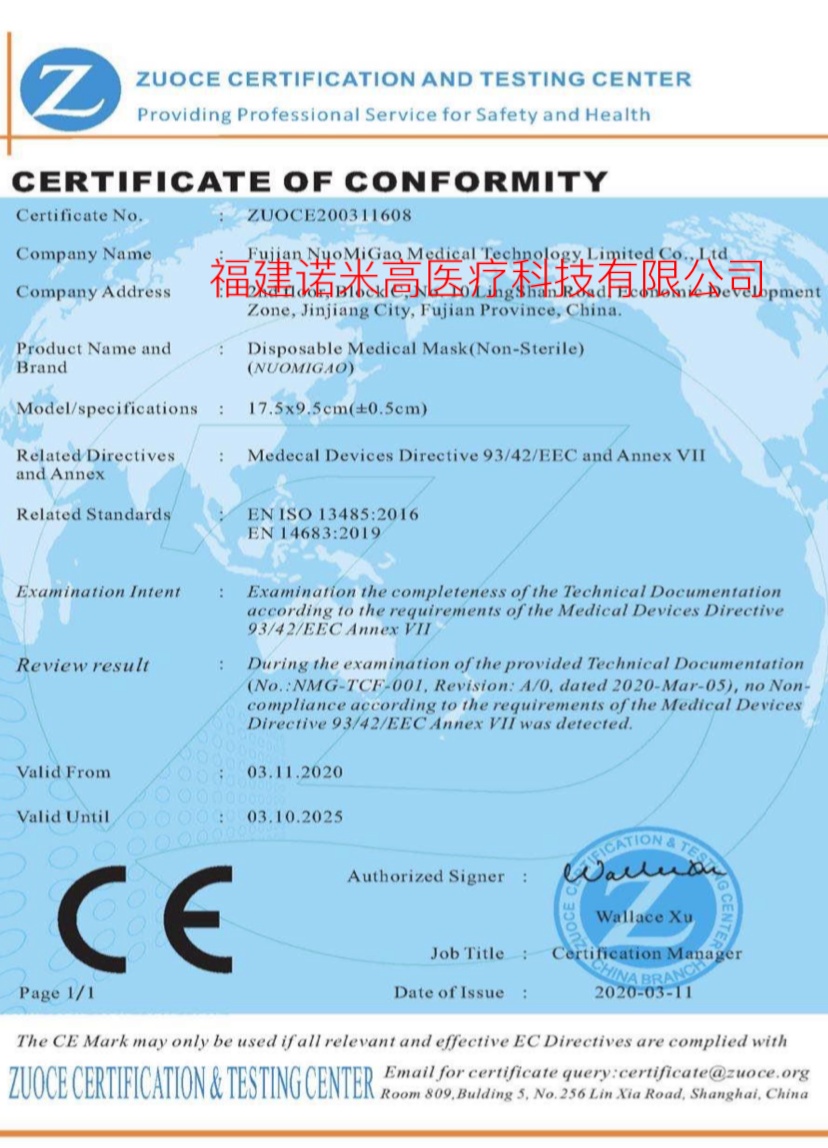 Z
ZUOCE CERTIFICATION AND TESTING CENTER
Providing Professional Service for Safety and Health
CERTIFICATE OF CONFORMITY
Certificate No. : ZUOCE200311608
Company Name : Fujian NuoMiGao Medical Technology Limited Co.,Ltd
福建诺米高医疗科技有限公司
Company Address : 2nd floor, Block C, No. 10 LingShan Road, Economic Development
Zone, Jinjiang City, Fujian Province, China.
Product Name and : Disposable Medical Mask(Non-Sterile)
Brand (NUOMIGAO)
Model/specifications : 17.5x9.5cm(±0.5cm)
Related Directives : Medecal Devices Directive 93/42/EEC and Annex VII
and Annex
Related Standards : EN ISO 13485:2016
EN 14683:2019
Examination Intent : Examination the completeness of the Technical Documentation
according to the requirements of the Medical Devices Directive
93/42/EEC Annex VII
Review result : During the examination of the provided Technical Documentation
(No.:NMG-TCF-001, Revision: A/0, dated 2020-Mar-05), no Non-
compliance according to the requirements of the Medical Devices
Directive 93/42/EEC Annex VII was detected.
Valid From : 03.11.2020
Valid Until : 03.10.2025
CE
Authorized Signer :
Wallace Xu
ZUOCE CERTIFICATION & TESTING CENTER
Z
CHINA BRANCH
Job Title : Certification Manager
Page 1/1
Date of Issue : 2020-03-11
The CE Mark may only be used if all relevant and effective EC Directives are complied with
ZUOCE CERTIFICATION & TESTING CENTER
Email for certificate query:certificate@zuoce.org
Room 809,Bulding 5, No.256 Lin Xia Road, Shanghai, China